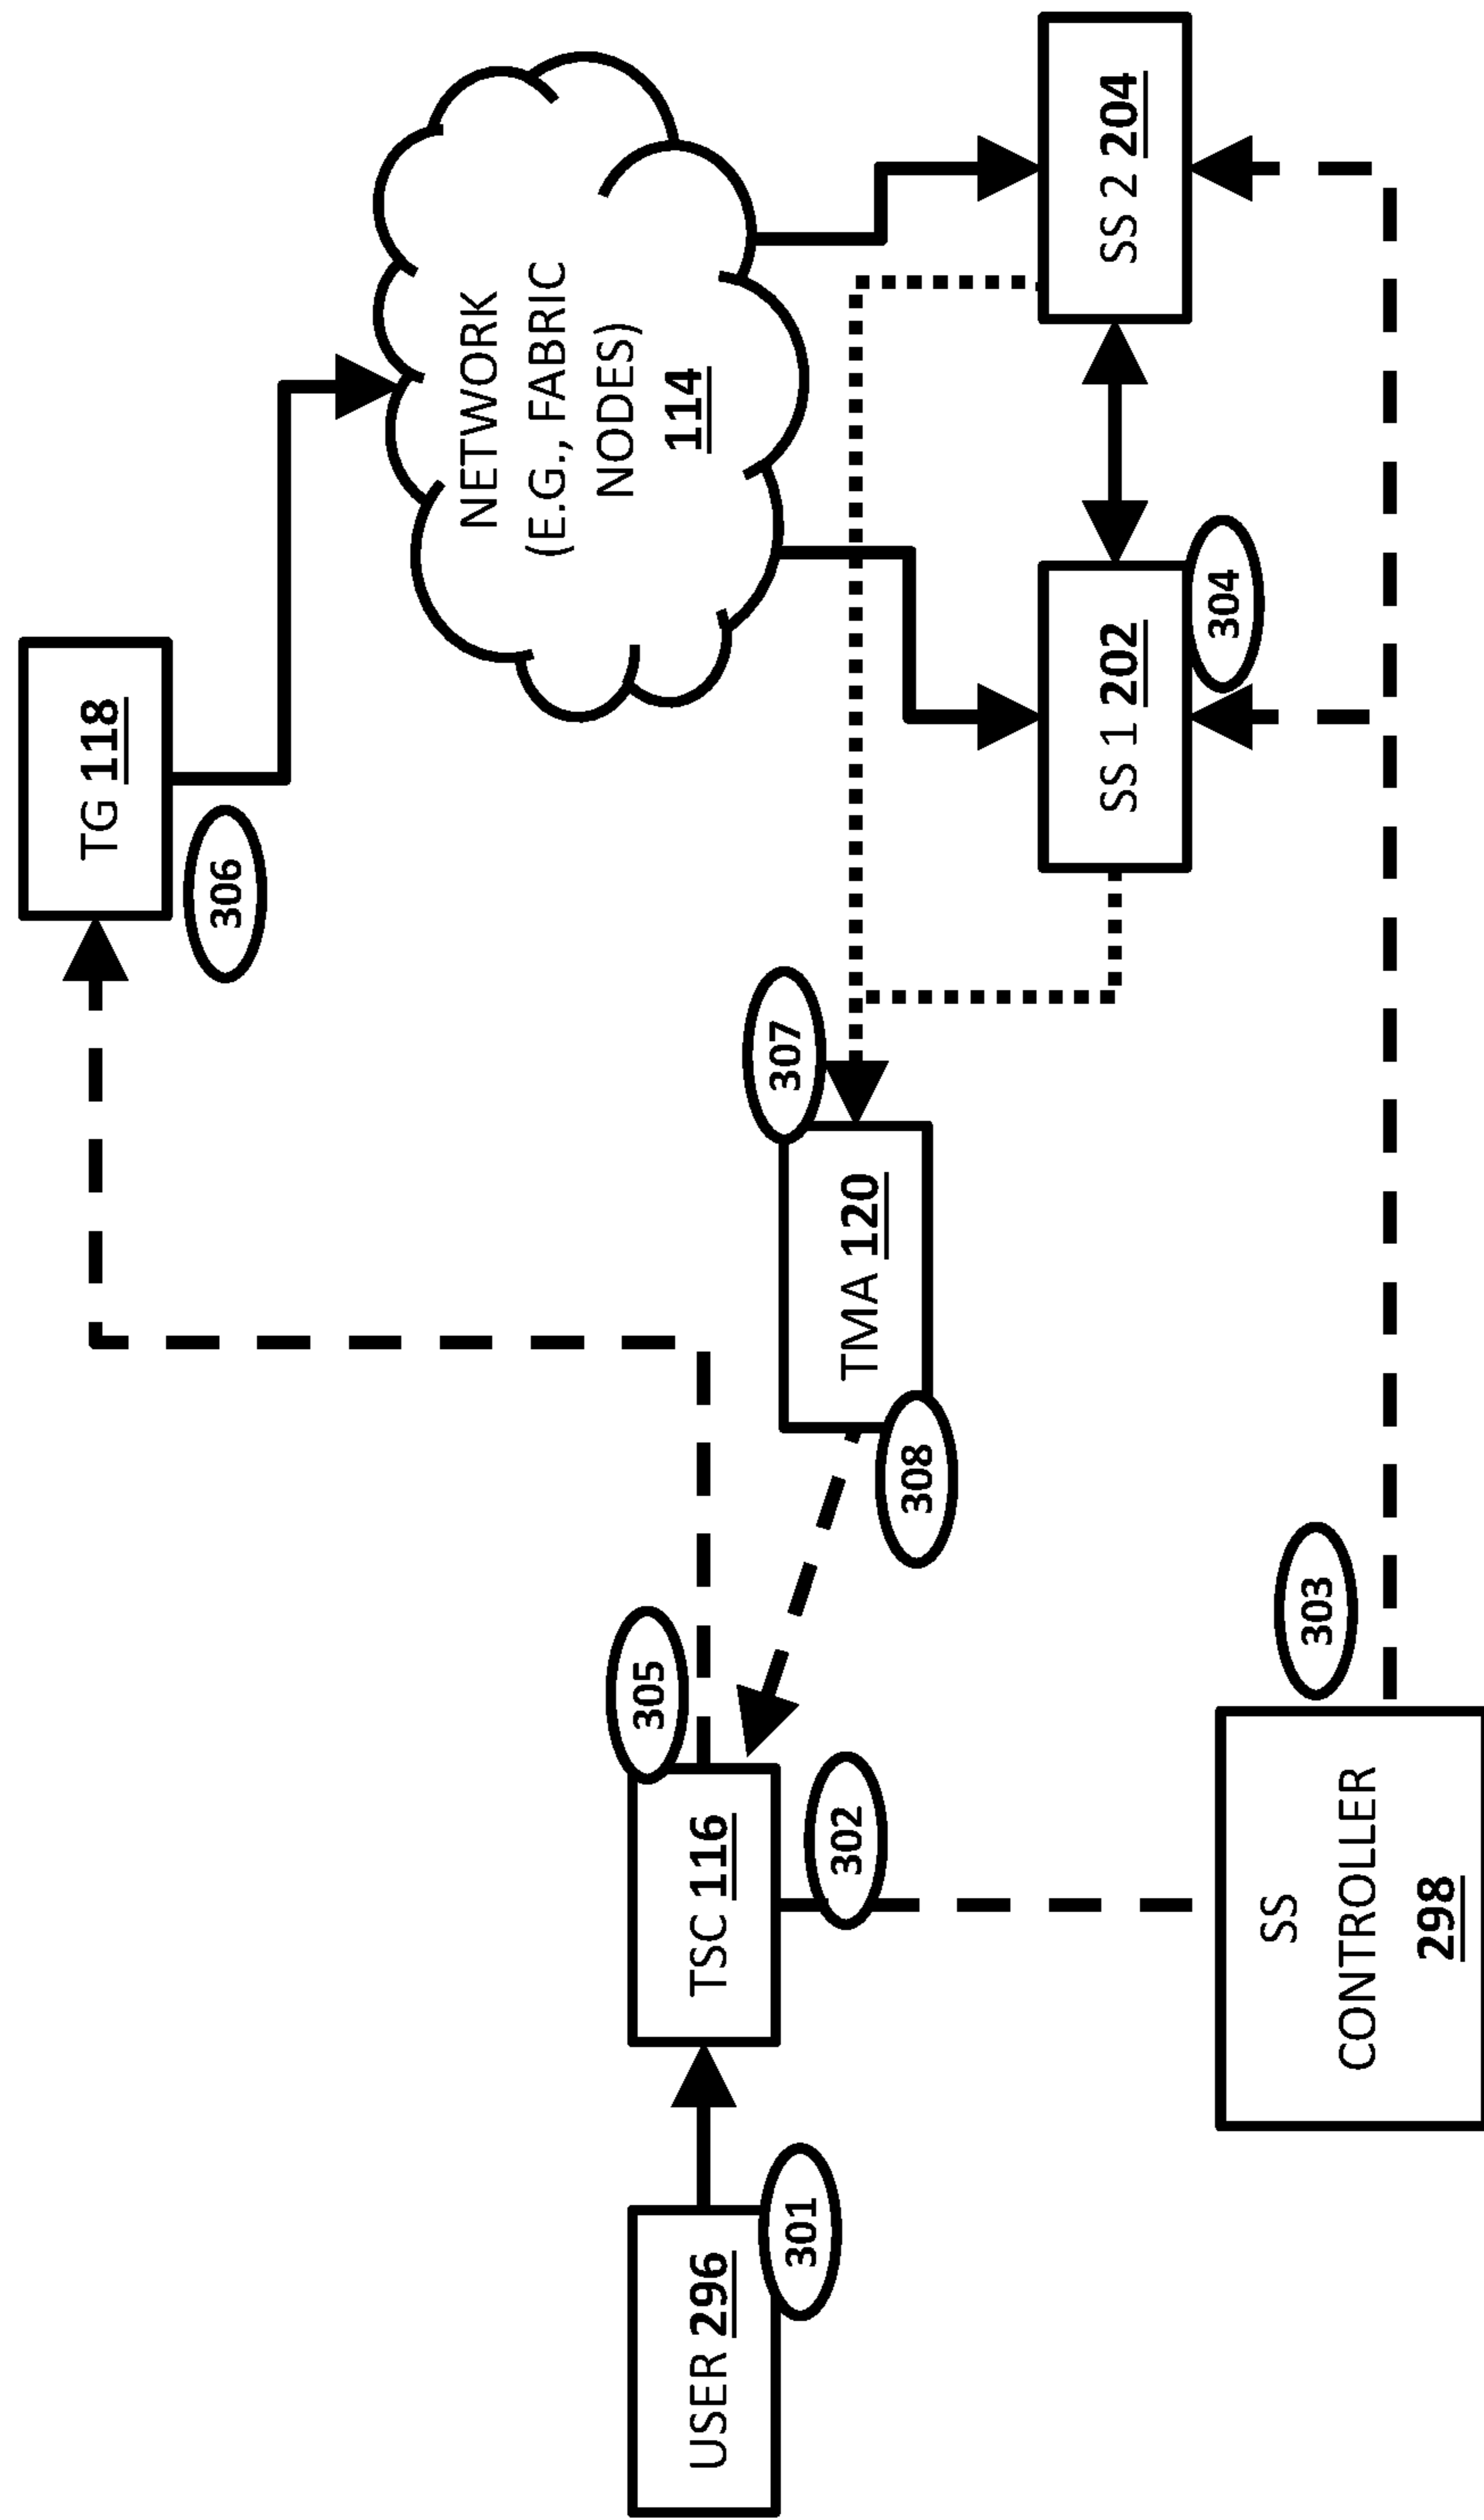 TG 118
306
NETWORK
(E.G., FABRIC
NODES)
114
305
307
USER 296
301
TSC 116
302
TMA 120
308
SS 1 202
304
SS 2 204
SS
CONTROLLER
298
303